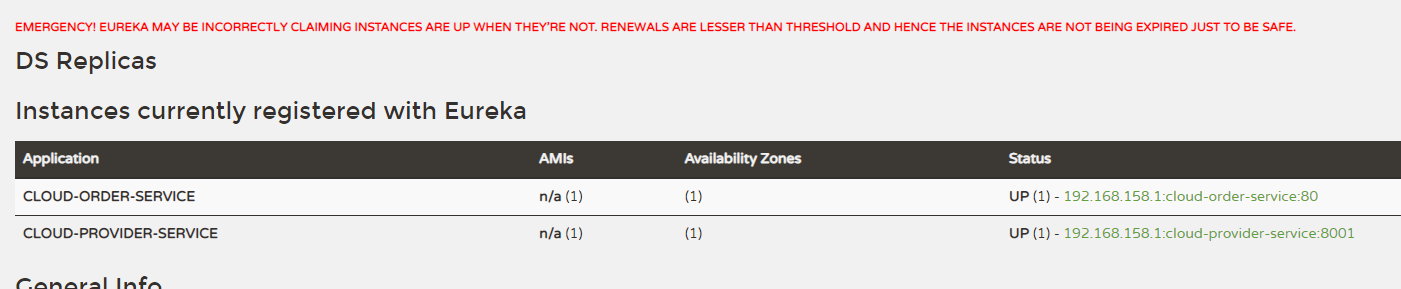 EMERGENCY! EUREKA MAY BE INCORRECTLY CLAIMING INSTANCES ARE UP WHEN THEY'RE NOT. RENEWALS ARE LESSER THAN THRESHOLD AND HENCE THE INSTANCES ARE NOT BEING EXPIRED JUST TO BE SAFE.
DS Replicas
Instances currently registered with Eureka
Application AMIs Availability Zones Status
CLOUD-ORDER-SERVICE n/a (1) (1) UP (1) - 192.168.158.1:cloud-order-service:80
CLOUD-PROVIDER-SERVICE n/a (1) (1) UP (1) - 192.168.158.1:cloud-provider-service:8001
General Info